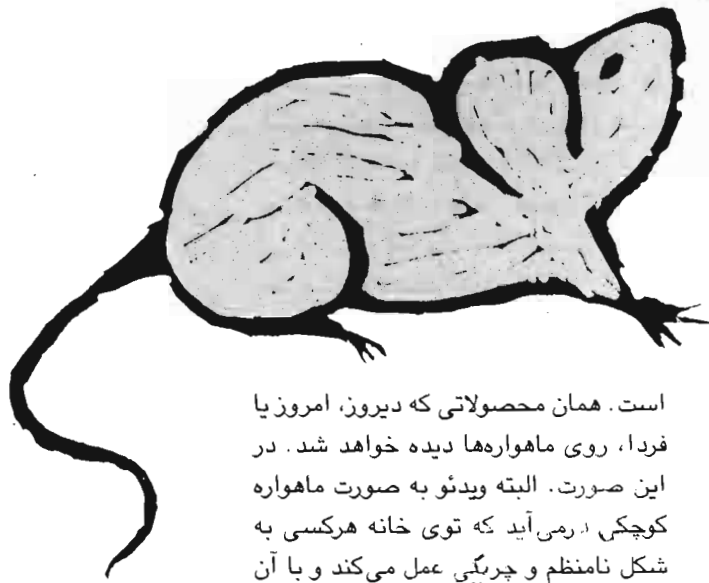 است. همان محصولاتی که دیروز، امروز یا
فردا، روی ماهواره‌ها دیده خواهد شد. در
این صورت. البته ویدئو به صورت ماهواره
کوچکی درمی‌آید که توی خانه هرکسی به
شکل نامنظم و چریکی عمل می‌کند و با آن